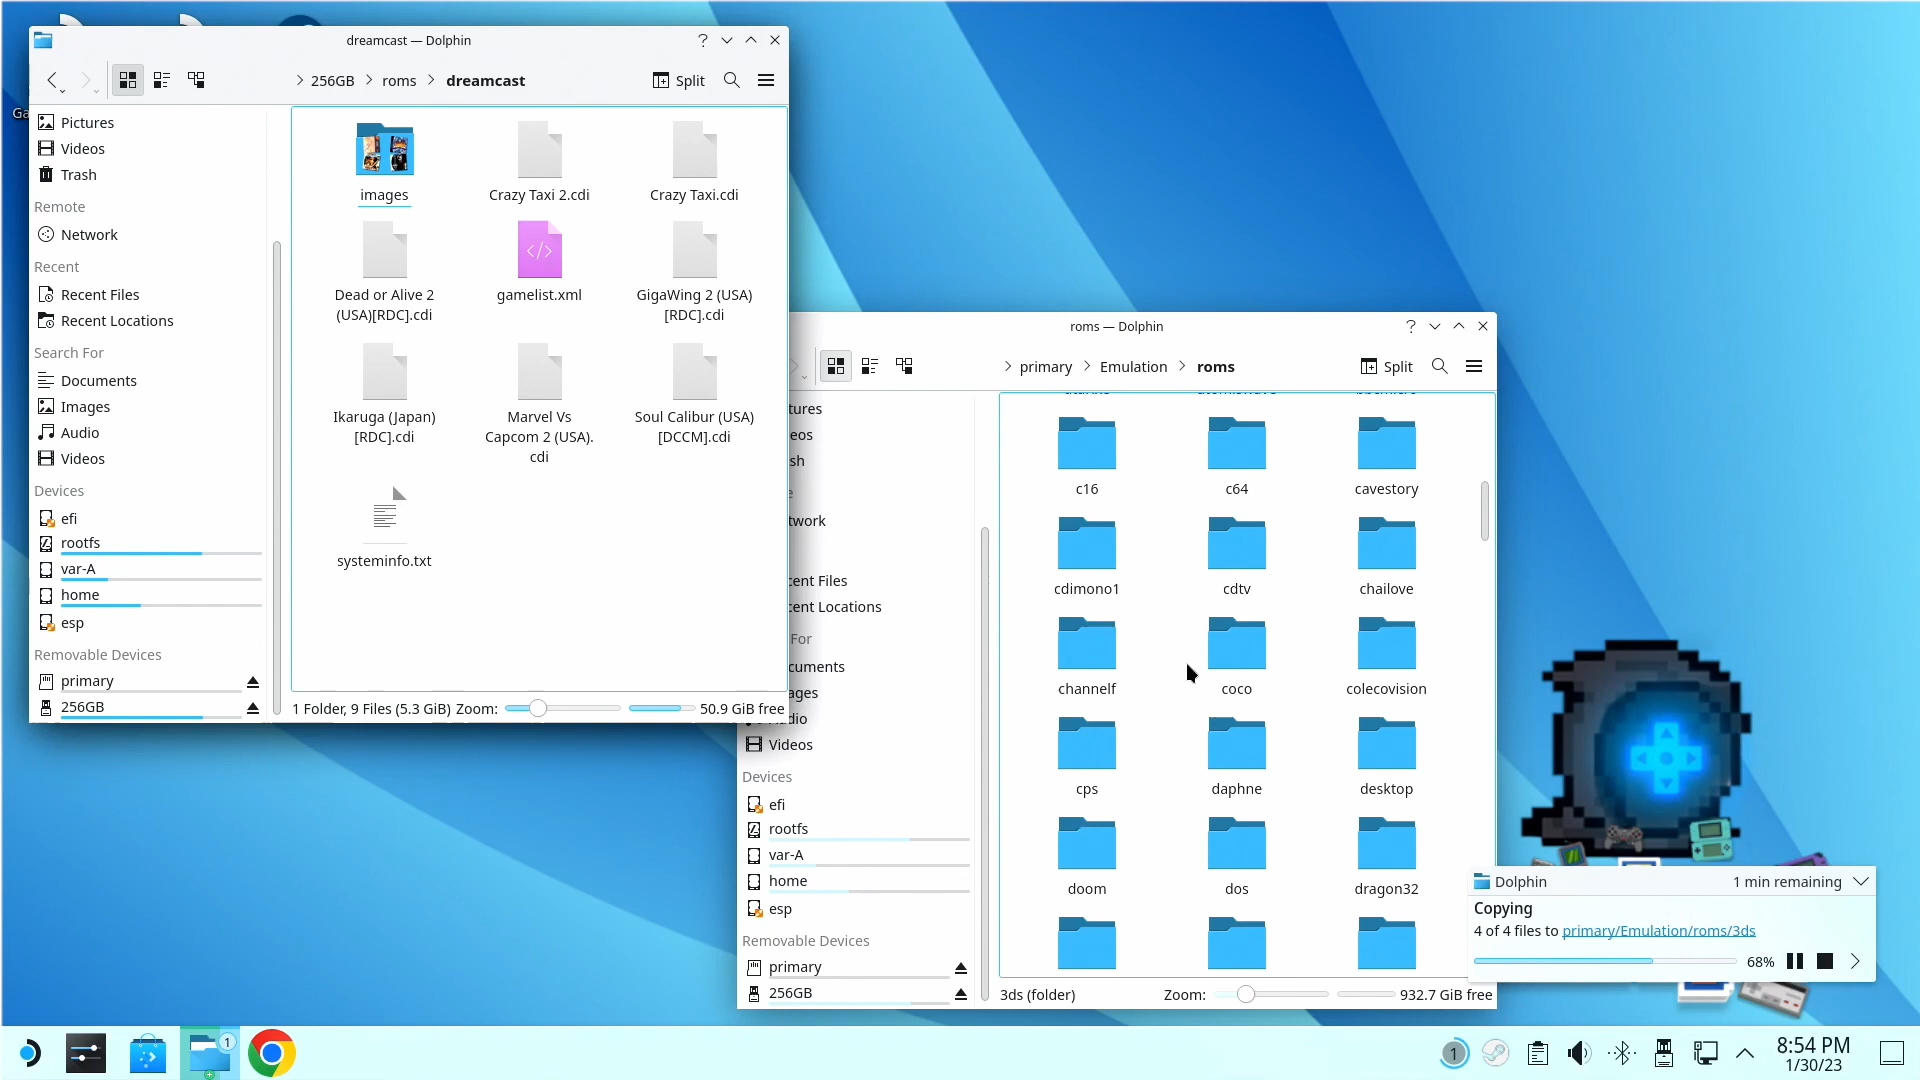 dreamcast — Dolphin
256GB > roms > dreamcast
Split
Pictures
Videos
Trash
Remote
Network
Recent
Recent Files
Recent Locations
Search For
Documents
Images
Audio
Videos
Devices
efi
rootfs
var-A
home
esp
Removable Devices
primary
256GB
images
Crazy Taxi 2.cdi
Crazy Taxi.cdi
Dead or Alive 2
(USA)[RDC].cdi
gamelist.xml
GigaWing 2 (USA)
[RDC].cdi
Ikaruga (Japan)
[RDC].cdi
Marvel Vs
Capcom 2 (USA).
cdi
Soul Calibur (USA)
[DCCM].cdi
systeminfo.txt
1 Folder, 9 Files (5.3 GiB) Zoom:
50.9 GiB free
Ga
roms — Dolphin
primary > Emulation > roms
Split
tures
eos
sh
e
twork
cent Files
cent Locations
For
cuments
ages
dio
Videos
Devices
efi
rootfs
var-A
home
esp
Removable Devices
primary
256GB
c16
c64
cavestory
cdimono1
cdtv
chailove
channelf
coco
colecovision
cps
daphne
desktop
doom
dos
dragon32
3ds (folder)
Zoom:
932.7 GiB free
Dolphin
1 min remaining
Copying
4 of 4 files to primary/Emulation/roms/3ds
68%
1
1
8:54 PM
1/30/23